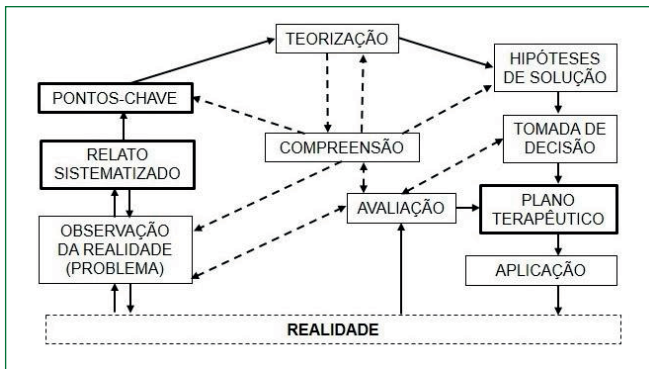 TEORIZAÇÃO
HIPÓTESES
DE SOLUÇÃO
PONTOS-CHAVE
TOMADA DE
DECISÃO
COMPREENSÃO
RELATO
SISTEMATIZADO
AVALIAÇÃO
PLANO
TERAPÊUTICO
OBSERVAÇÃO
DA REALIDADE
(PROBLEMA)
APLICAÇÃO
REALIDADE